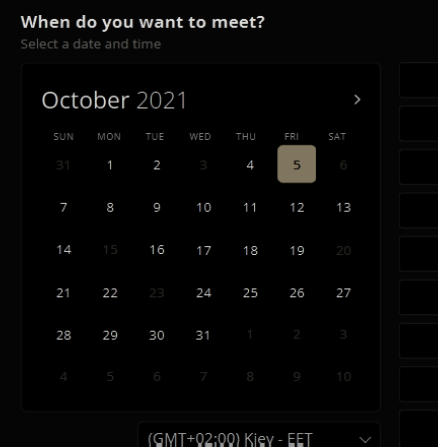 When do you want to meet?
Select a date and time
October 2021 >
SUN MON TUE WED THU FRI SAT
31 1 2 3 4 5 6
7 8 9 10 11 12 13
14 15 16 17 18 19 20
21 22 23 24 25 26 27
28 29 30 31 1 2 3
4 5 6 7 8 9 10
(GMT+02:00) Kiev - EET